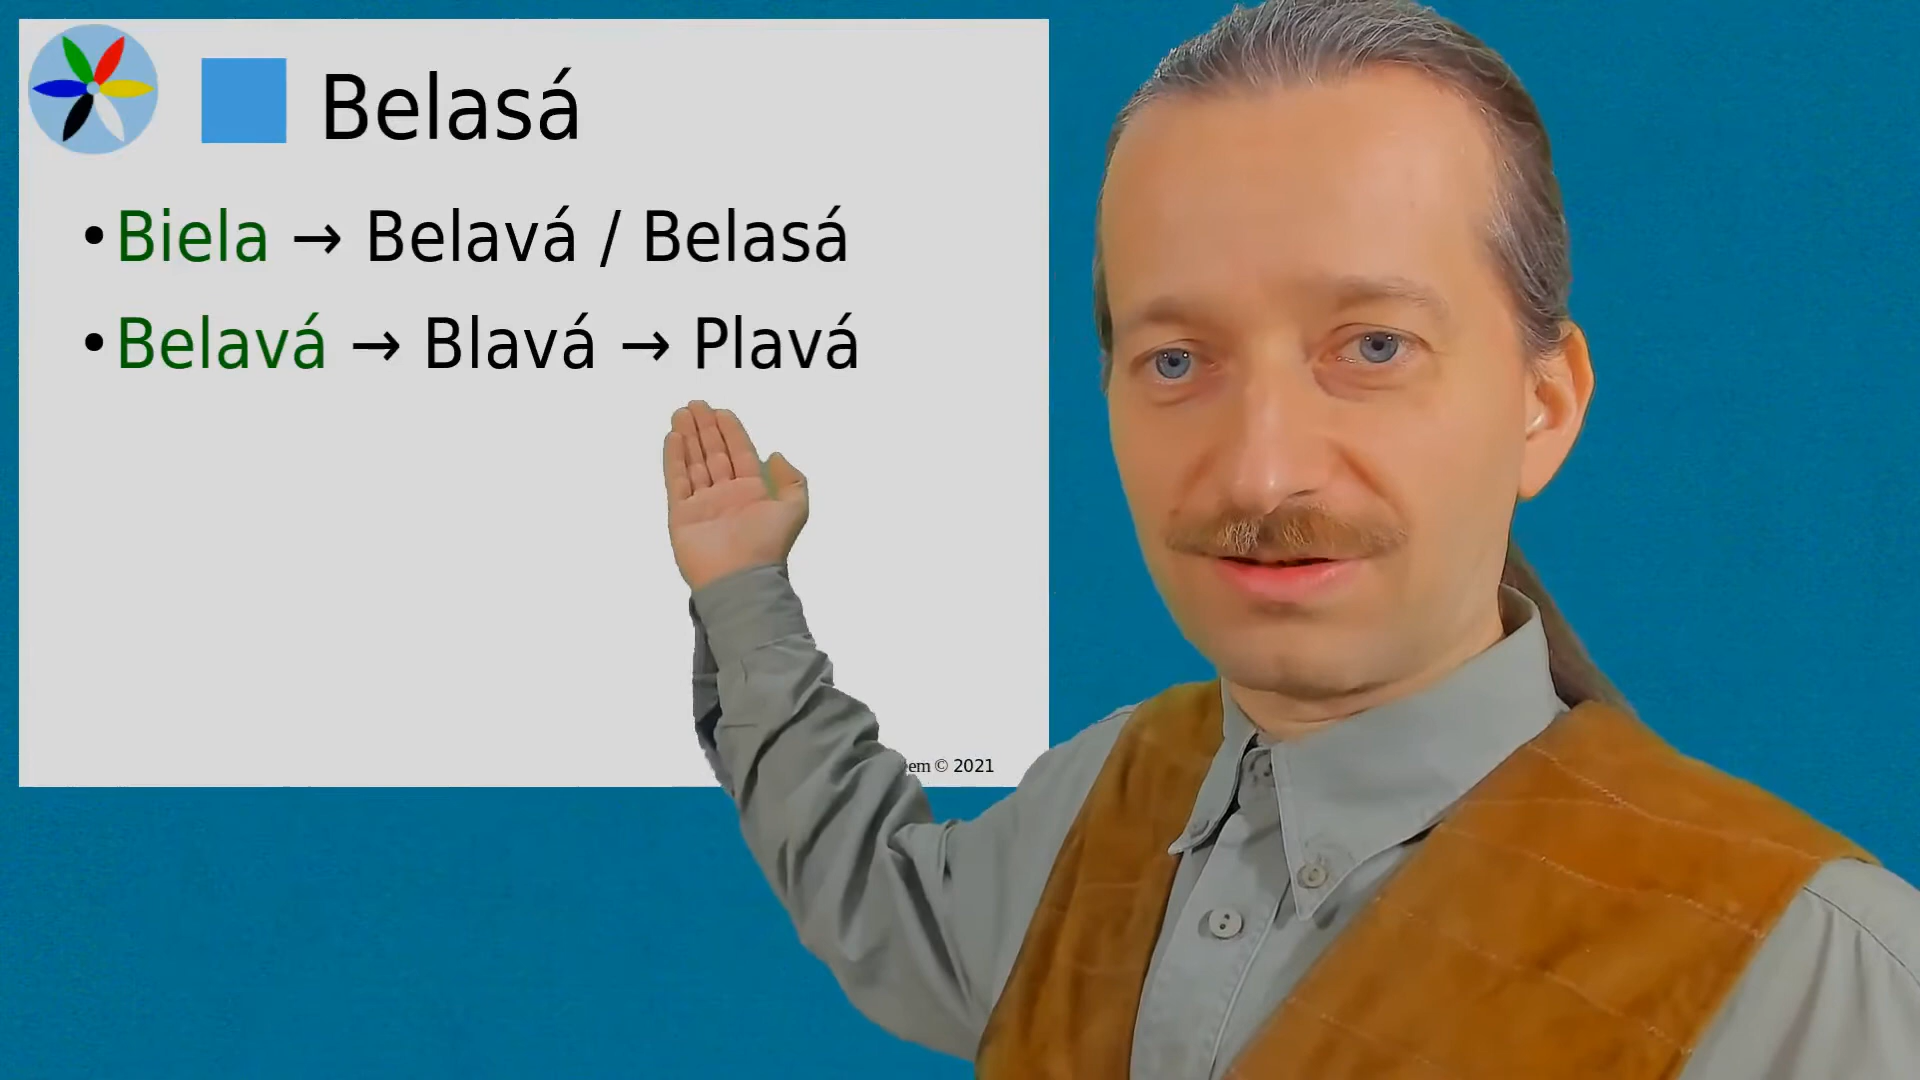 Belasá
• Biela → Belavá / Belasá
• Belavá → Blavá → Plavá
© 2021